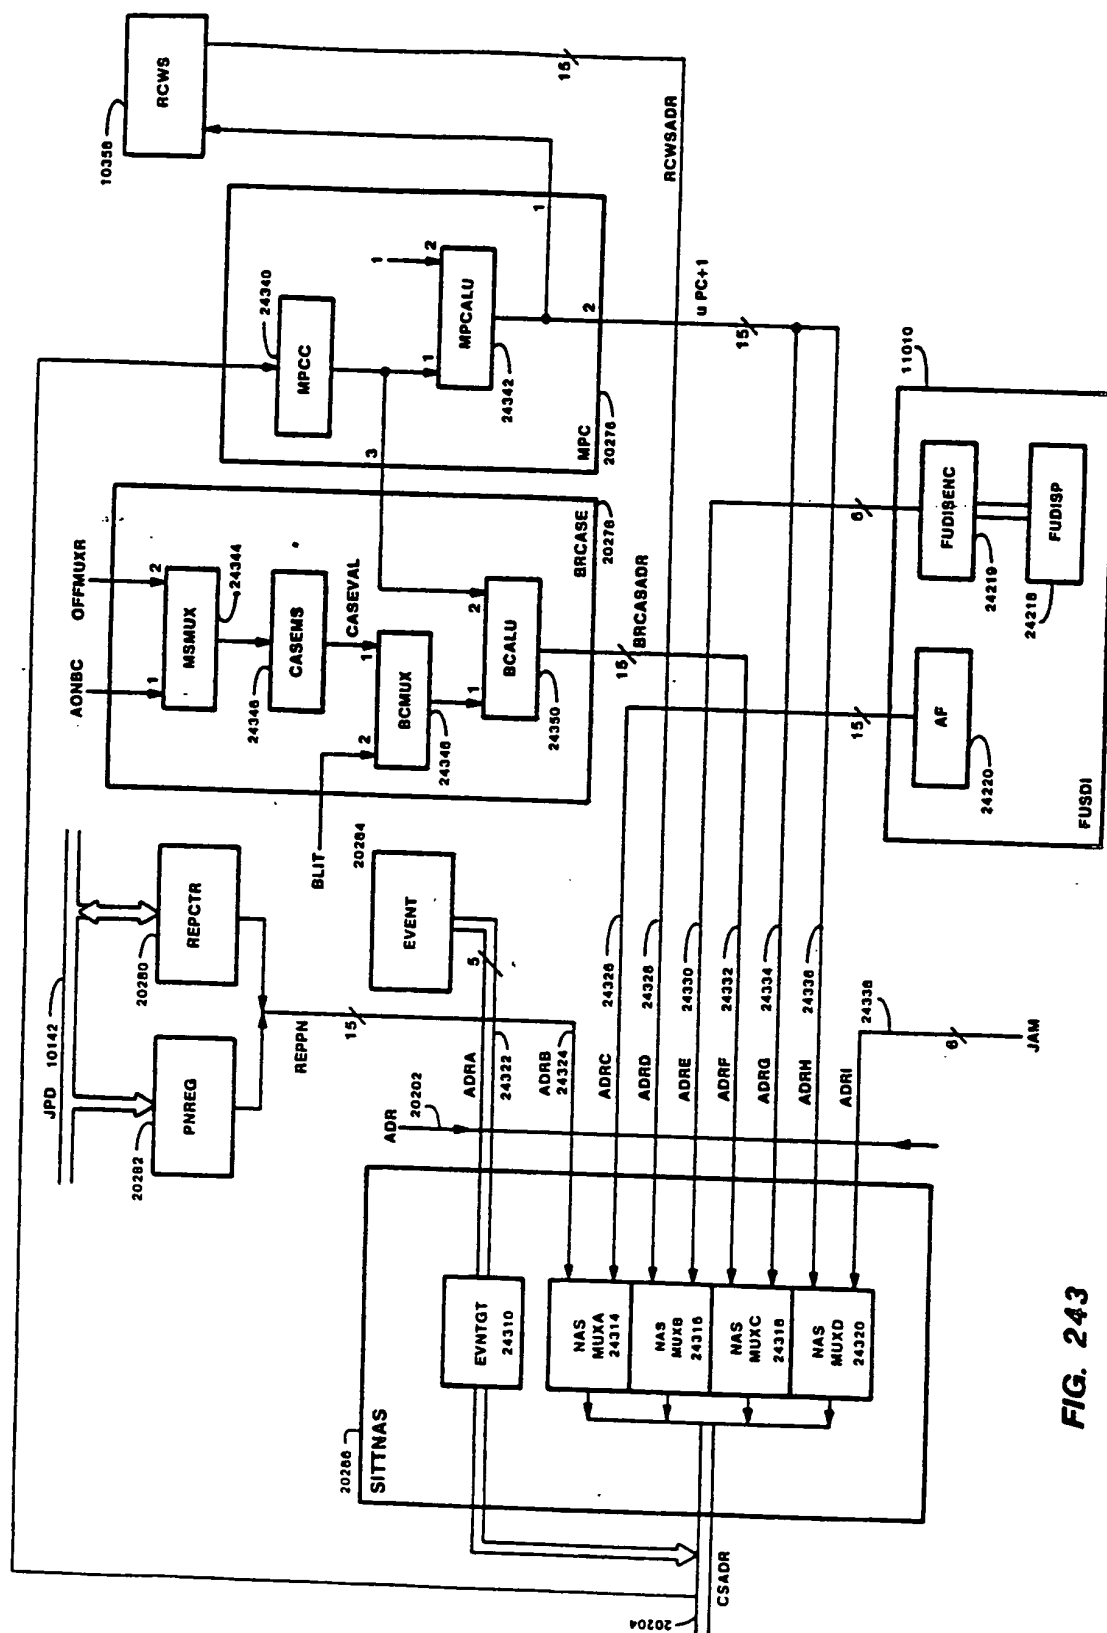 JPD 10142
PNREG
20282
REPCTR
20280
REPPN
15
EVENT
20284
BLIT
AONBC
OFFMUXR
1
2
MSMUX
24344
CASEMS
24346
CASEVAL
1
2
BCMUX
24348
1
2
BCALU
24350
BRCASE
20278
3
MPCC
24340
1
2
1
MPCALU
24342
MPC
20276
1
2
RCWS
10358
15
RCWSADR
u PC+1
15
BRCASADR
15
ADR
20202
5
ADRA
24322
ADRB
24324
ADRC
24326
ADRD
24328
ADRE
24330
ADRF
24332
ADRG
24334
ADRH
24336
ADRI
24338
6
JAM
15
6
11010
FUDISENC
24219
FUDISP
24218
AF
24220
FUSDI
20286
SITTNAS
EVNTGT
24310
NAS
MUXA
24314
NAS
MUXB
24316
NAS
MUXC
24318
NAS
MUXD
24320
CSADR
20204
FIG. 243